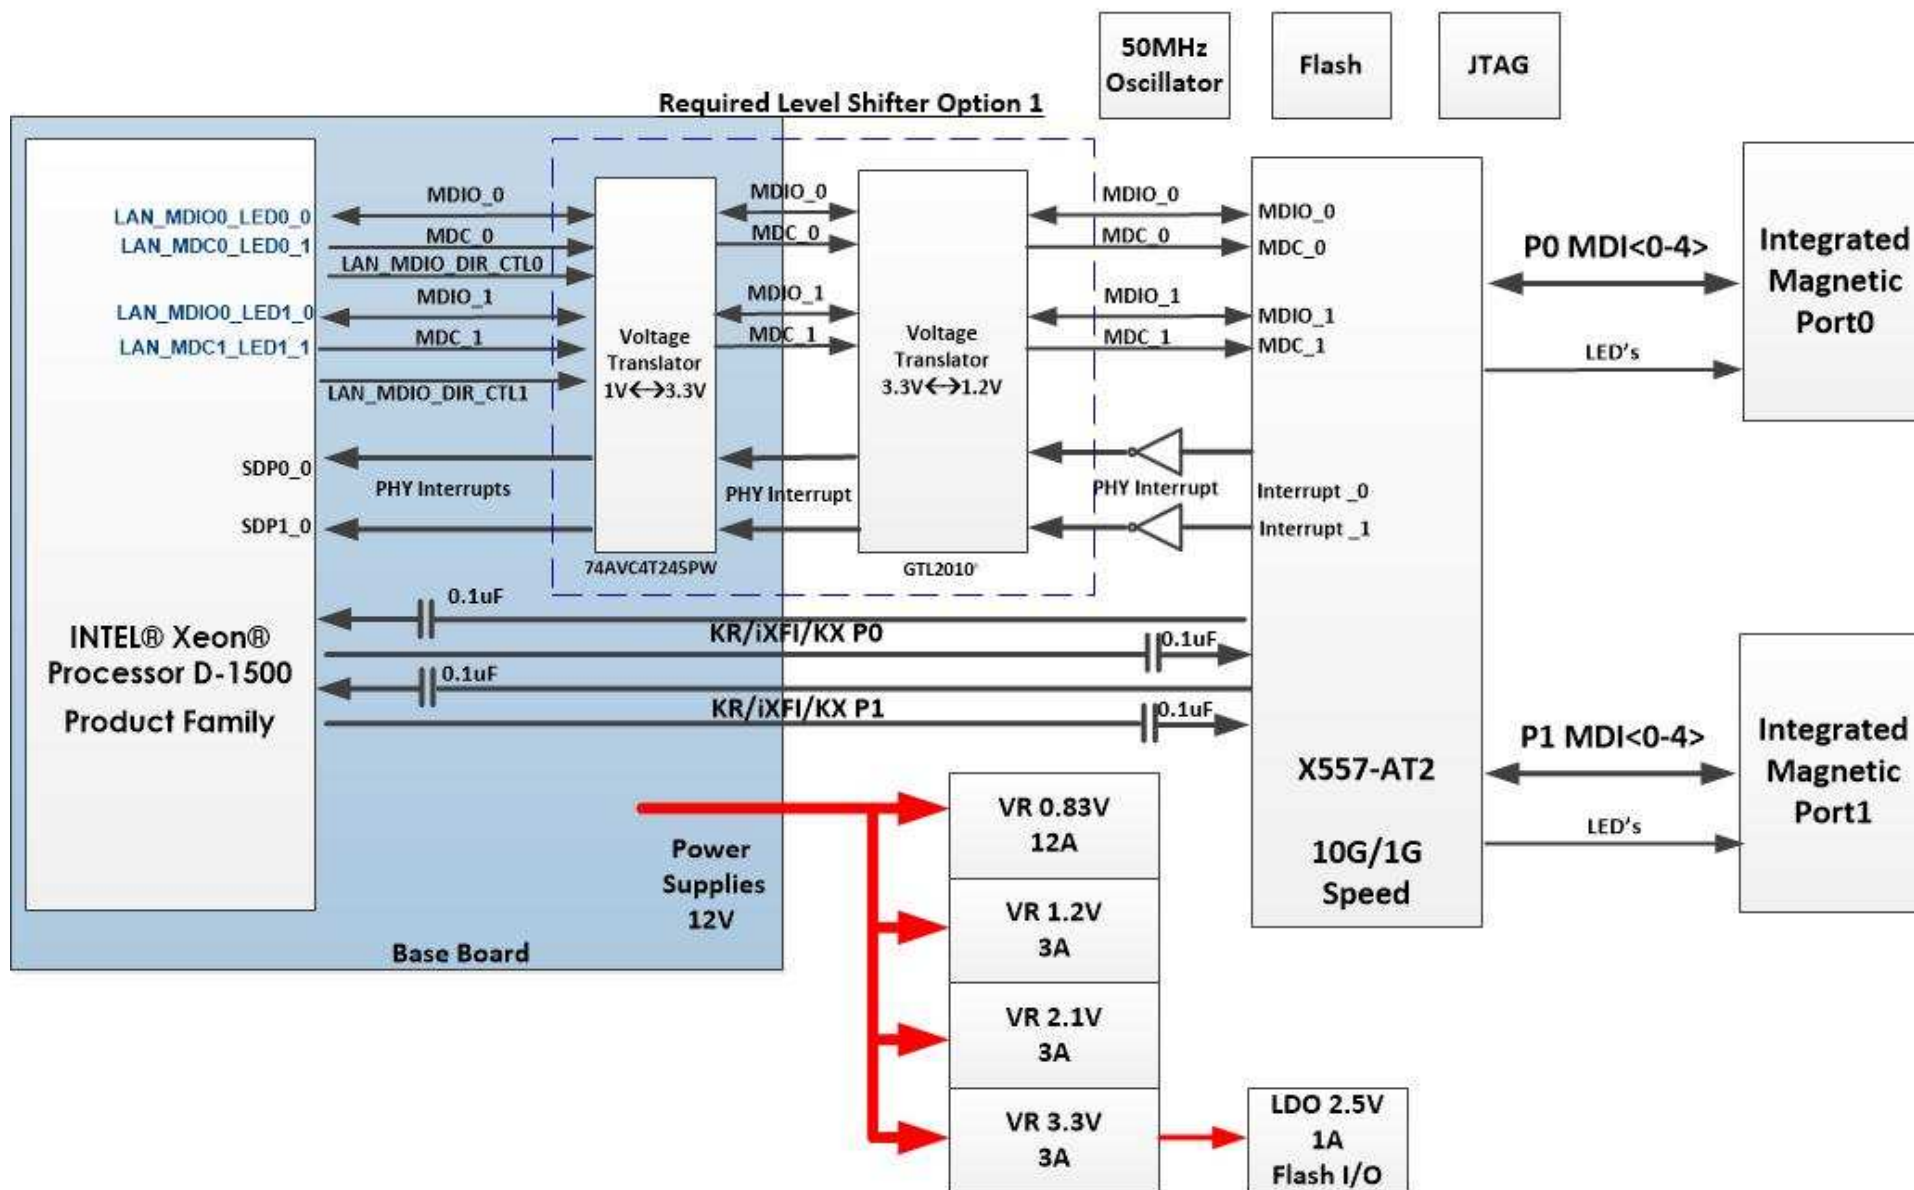 50MHz
Oscillator
Flash
JTAG
Required Level Shifter Option 1
LAN_MDIO0_LED0_0
LAN_MDC0_LED0_1
LAN_MDIO0_LED1_0
LAN_MDC1_LED1_1
SDP0_0
SDP1_0
INTEL® Xeon®
Processor D-1500
Product Family
MDIO_0
MDC_0
LAN_MDIO_DIR_CTL0
MDIO_1
MDC_1
LAN_MDIO_DIR_CTL1
PHY Interrupts
Voltage
Translator
1V<->3.3V
74AVC4T245PW
MDIO_0
MDC_0
MDIO_1
MDC_1
PHY Interrupt
Voltage
Translator
3.3V<->1.2V
GTL2010
MDIO_0
MDC_0
MDIO_1
MDC_1
PHY Interrupt
MDIO_0
MDC_0
MDIO_1
MDC_1
Interrupt _0
Interrupt _1
X557-AT2
10G/1G
Speed
P0 MDI<0-4>
LED's
Integrated
Magnetic
Port0
P1 MDI<0-4>
LED's
Integrated
Magnetic
Port1
0.1uF
KR/iXFI/KX P0
0.1uF
0.1uF
KR/iXFI/KX P1
0.1uF
Power
Supplies
12V
Base Board
VR 0.83V
12A
VR 1.2V
3A
VR 2.1V
3A
VR 3.3V
3A
LDO 2.5V
1A
Flash I/O